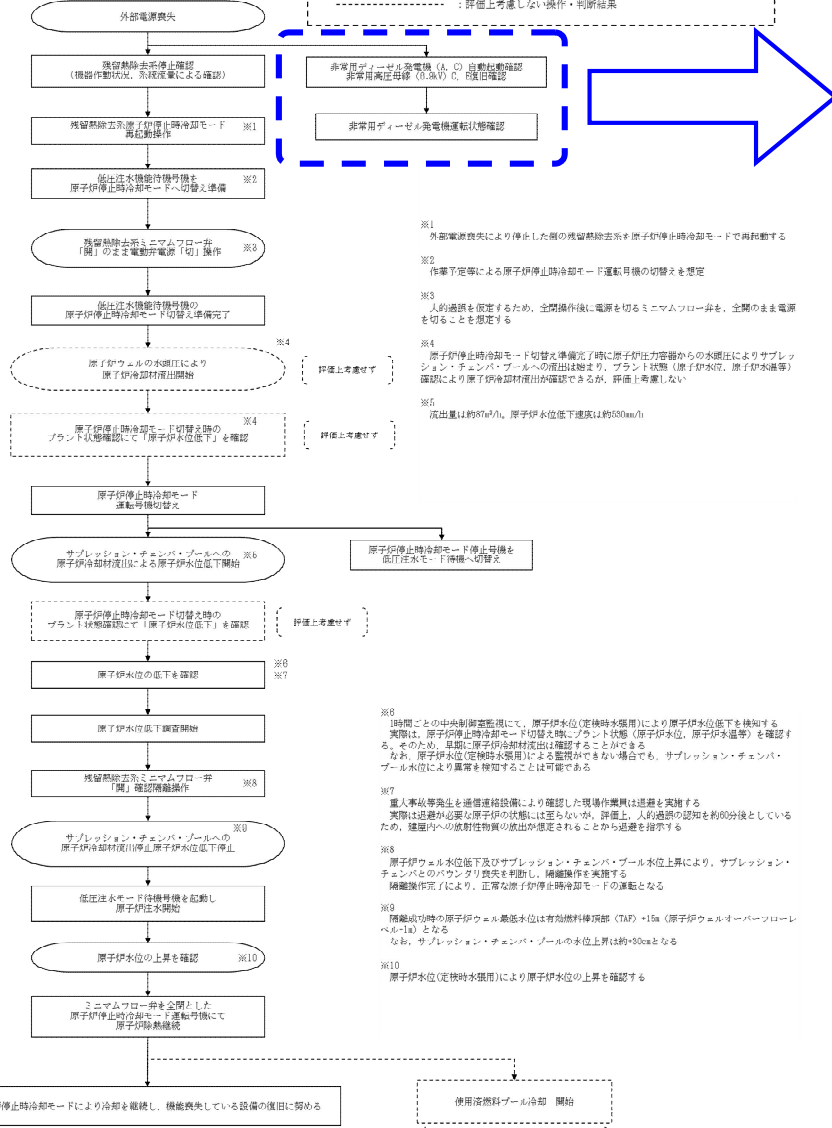 ：評価上考慮しない操作・判断結果
外部電源喪失
残留熱除去系停止確認
(機器作動状況、系統流量による確認)
非常用ディーゼル発電機（A、C）自動起動確認
非常用高圧母線（6.9kV）C、E復旧確認
非常用ディーゼル発電機運転状態確認
残留熱除去系原子炉停止時冷却モード ※1
再起動操作
低圧注水機能待機号機を ※2
原子炉停止時冷却モードへ切替え準備
残留熱除去系ミニマムフロー弁 ※3
「開」のまま電動弁電源「切」操作
低圧注水機能待機号機の
原子炉停止時冷却モード切替え準備完了
※4
原子炉ウェルの水頭圧により
原子炉冷却材流出開始
評価上考慮せず
原子炉停止時冷却モード切替え時の ※4
プラント状態確認にて「原子炉水位低下」を確認
評価上考慮せず
原子炉停止時冷却モード
運転号機切替え
サプレッション・チェンバ・プールへの ※5
原子炉冷却材流出による原子炉水位低下開始
原子炉停止時冷却モード停止号機を
低圧注水モード待機へ切替え
原子炉停止時冷却モード切替え時の
プラント状態確認にて「原子炉水位低下」を確認
評価上考慮せず
原子炉水位の低下を確認
※6
※7
原子炉水位低下調査開始
残留熱除去系ミニマムフロー弁 ※8
「開」確認隔離操作
※9
サプレッション・チェンバ・プールへの
原子炉冷却材流出停止原子炉水位低下停止
低圧注水モード待機号機を起動し
原子炉注水開始
原子炉水位の上昇を確認 ※10
ミニマムフロー弁を全閉とした
原子炉停止時冷却モード運転号機にて
原子炉除熱継続
停止時冷却モードにより冷却を継続し、機能喪失している設備の復旧に努める
使用済燃料プール冷却 開始
※1
外部電源喪失により停止した側の残留熱除去系を原子炉停止時冷却モードで再起動する
※2
作業予定等による原子炉停止時冷却モード運転号機の切替えを想定
※3
人的過誤を仮定するため、全閉操作後に電源を切るミニマムフロー弁を、全開のまま電源
を切ることを想定する
※4
原子炉停止時冷却モード切替え準備完了時に原子炉圧力容器からの水頭圧によりサプレッ
ション・チェンバ・プールへの流出は始まり、プラント状態（原子炉水位、原子炉水温等）
確認により原子炉冷却材流出が確認できるが、評価上考慮しない
※5
流出量は約87m³/h。原子炉水位低下速度は約530mm/h
※6
1時間ごとの中央制御室監視にて、原子炉水位(定検時水張用)により原子炉水位低下を検知する
実際は、原子炉停止時冷却モード切替え時にプラント状態（原子炉水位、原子炉水温等）を確認す
る。そのため、早期に原子炉冷却材流出は確認することができる
なお、原子炉水位(定検時水張用)による監視ができない場合でも、サプレッション・チェンバ・
プール水位により異常を検知することは可能である
※7
重大事故等発生を通信連絡設備により確認した現場作業員は退避を実施する
実際は退避が必要な原子炉の状態には至らないが、評価上、人的過誤の認知を約60分後としている
ため、建屋内への放射性物質の放出が想定されることから退避を指示する
※8
原子炉ウェル水位低下及びサプレッション・チェンバ・プール水位上昇により、サプレッション・
チェンバとのバウンダリ喪失を判断し、隔離操作を実施する
隔離操作完了により、正常な原子炉停止時冷却モードの運転となる
※9
隔離成功時の原子炉ウェル最低水位は有効燃料棒頂部（TAF）+15m（原子炉ウェルオーバーフローレ
ベル-1m）となる
なお、サプレッション・チェンバ・プールの水位上昇は約+30cmとなる
※10
原子炉水位(定検時水張用)により原子炉水位の上昇を確認する